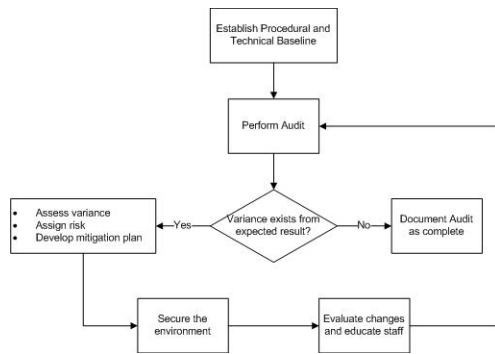 Establish Procedural and
Technical Baseline
Perform Audit
Variance exists from
expected result?
Yes
No
• Assess variance
• Assign risk
• Develop mitigation plan
Document Audit
as complete
Secure the
environment
Evaluate changes
and educate staff